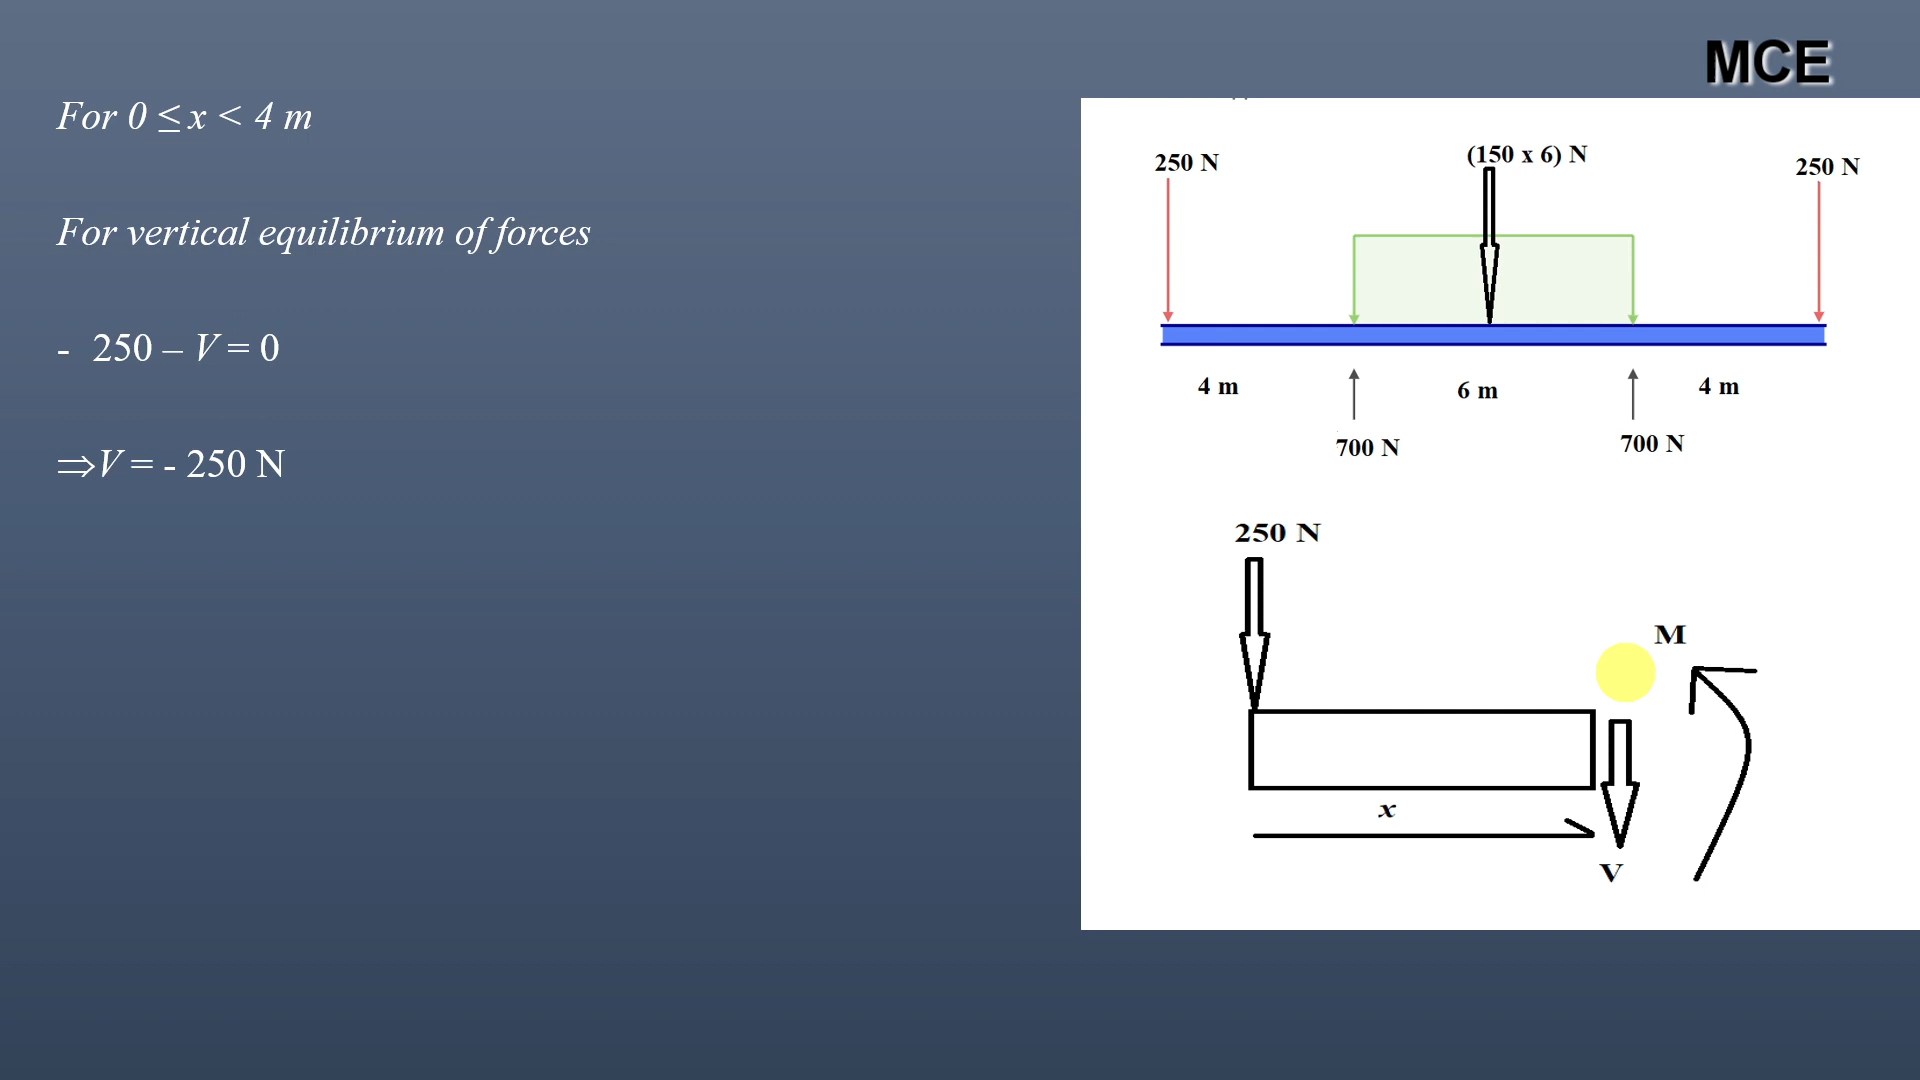 MCE
For 0 ≤ x < 4 m
For vertical equilibrium of forces
- 250 – V = 0
⇒V = - 250 N
250 N
(150 x 6) N
250 N
4 m
6 m
4 m
700 N
700 N
250 N
M
x
V